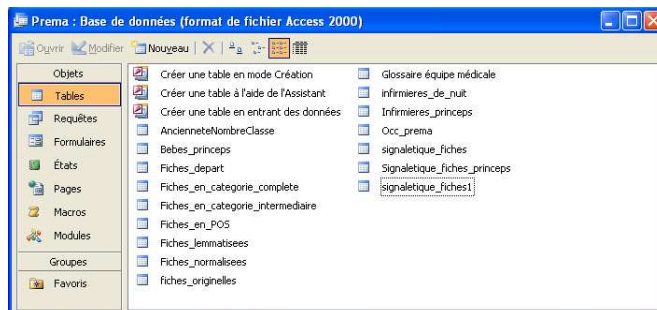 Prema : Base de données (format de fichier Access 2000)
Ouvrir Modifier Nouveau
Objets
Tables
Requêtes
Formulaires
États
Pages
Macros
Modules
Groupes
Favoris
Créer une table en mode Création
Créer une table à l'aide de l'Assistant
Créer une table en entrant des données
AncienneteNombreClasse
Bebes_princeps
Fiches_depart
Fiches_en_categorie_complete
Fiches_en_categorie_intermediaire
Fiches_en_POS
Fiches_lemmatisees
Fiches_normalisees
fiches_originelles
Glossaire équipe médicale
infirmieres_de_nuit
Infirmieres_princeps
Occ_prema
signaletique_fiches
Signaletique_fiches_princeps
signaletique_fiches1